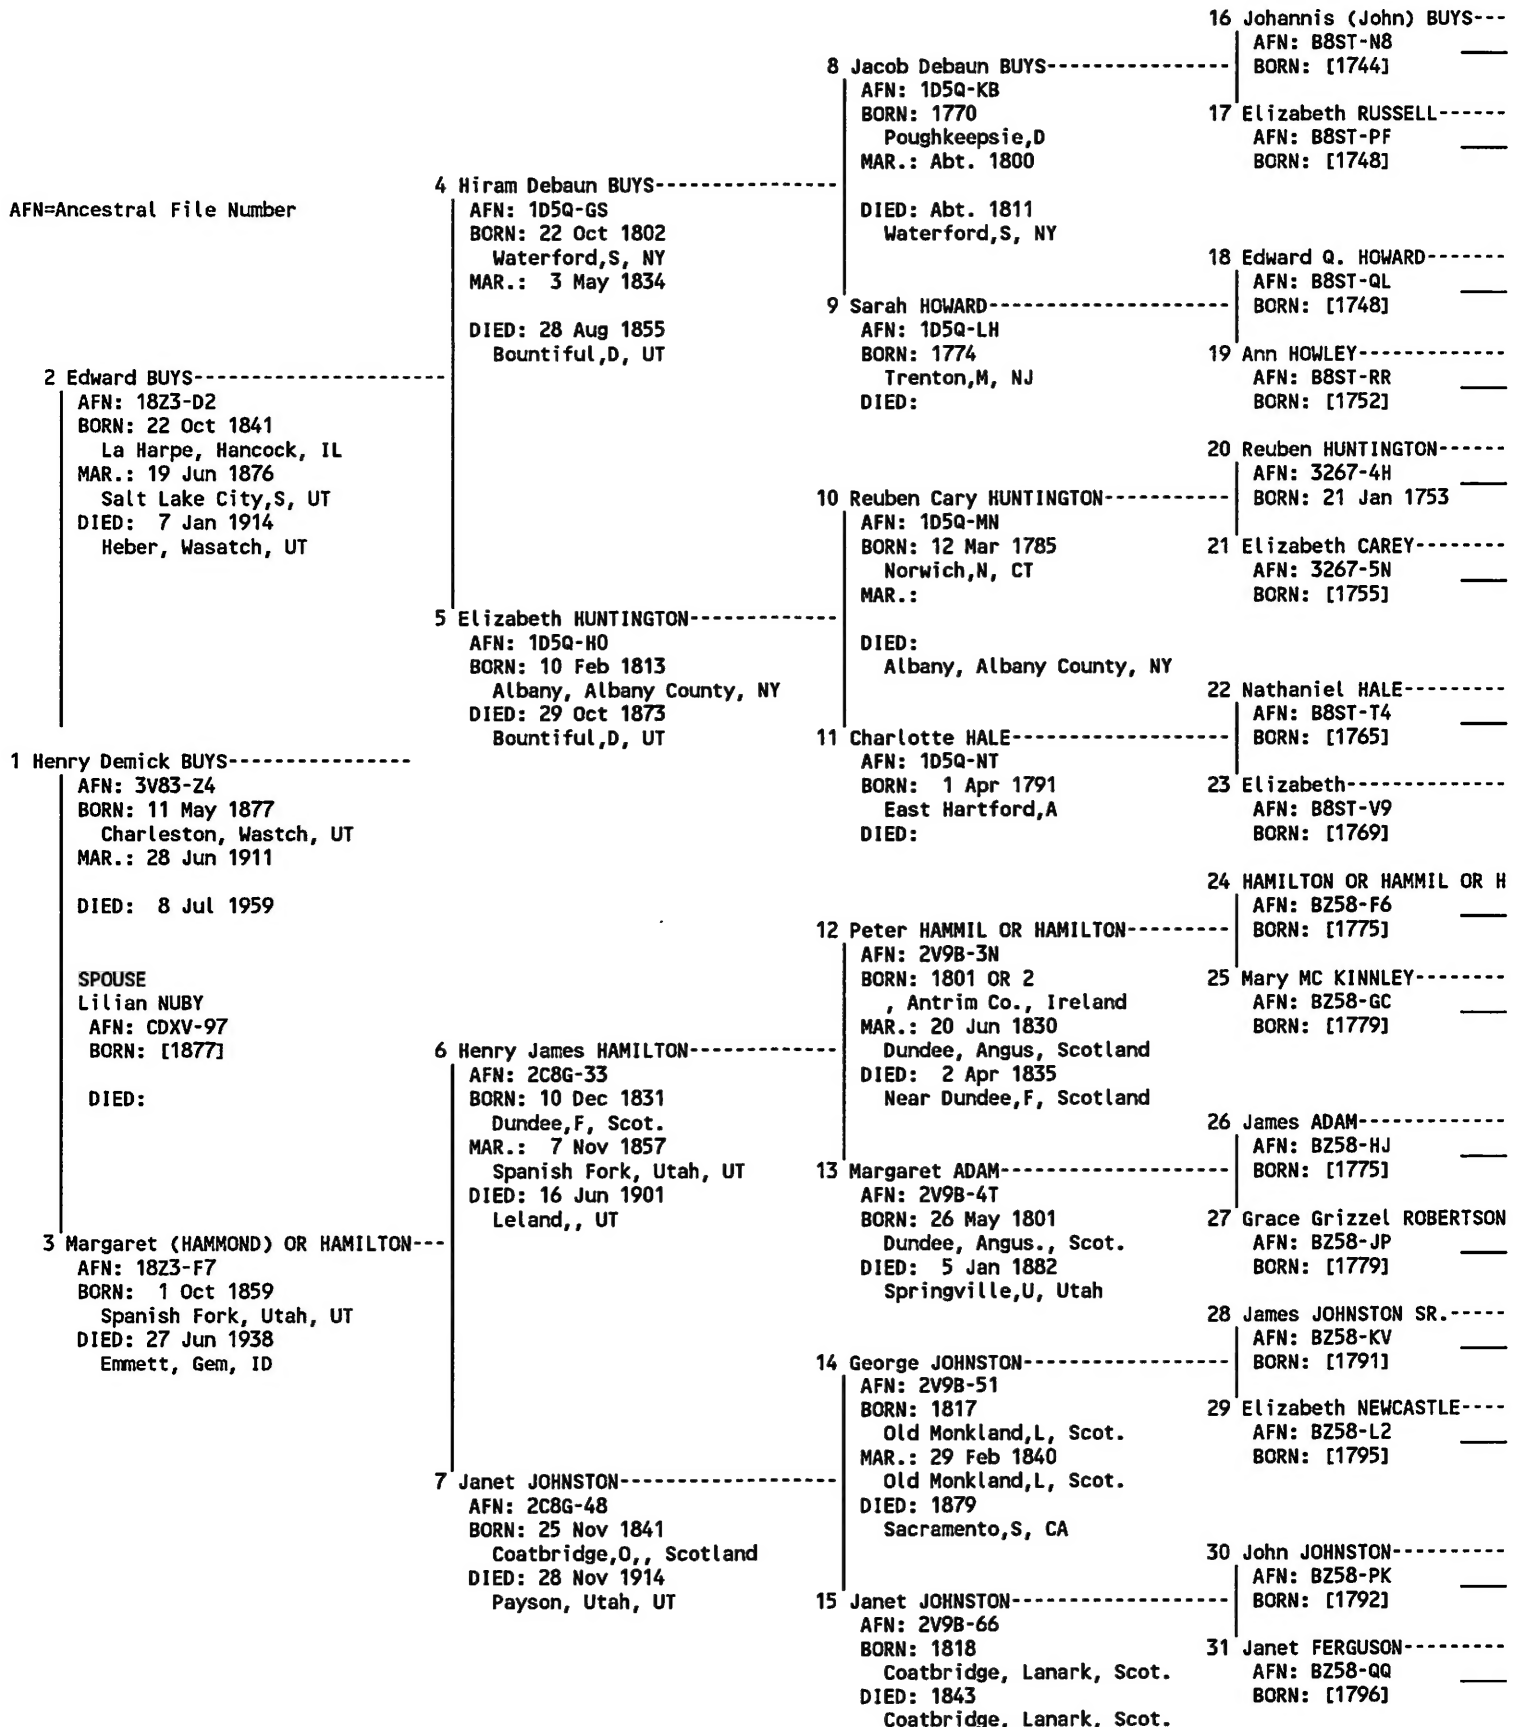 AFN=Ancestral File Number
1 Henry Demick BUYS----------------
AFN: 3V83-Z4
BORN: 11 May 1877
Charleston, Wastch, UT
MAR.: 28 Jun 1911
DIED: 8 Jul 1959
SPOUSE
Lilian NUBY
AFN: CDXV-97
BORN: [1877]
DIED:
2 Edward BUYS----------------------
AFN: 18Z3-D2
BORN: 22 Oct 1841
La Harpe, Hancock, IL
MAR.: 19 Jun 1876
Salt Lake City,S, UT
DIED: 7 Jan 1914
Heber, Wasatch, UT
3 Margaret (HAMMOND) OR HAMILTON---
AFN: 18Z3-F7
BORN: 1 Oct 1859
Spanish Fork, Utah, UT
DIED: 27 Jun 1938
Emmett, Gem, ID
4 Hiram Debaun BUYS----------------
AFN: 1D5Q-GS
BORN: 22 Oct 1802
Waterford,S, NY
MAR.: 3 May 1834
DIED: 28 Aug 1855
Bountiful,D, UT
5 Elizabeth HUNTINGTON-------------
AFN: 1D5Q-H0
BORN: 10 Feb 1813
Albany, Albany County, NY
DIED: 29 Oct 1873
Bountiful,D, UT
6 Henry James HAMILTON-------------
AFN: 2C8G-33
BORN: 10 Dec 1831
Dundee,F, Scot.
MAR.: 7 Nov 1857
Spanish Fork, Utah, UT
DIED: 16 Jun 1901
Leland,, UT
7 Janet JOHNSTON-------------------
AFN: 2C8G-48
BORN: 25 Nov 1841
Coatbridge,O,, Scotland
DIED: 28 Nov 1914
Payson, Utah, UT
8 Jacob Debaun BUYS----------------
AFN: 1D5Q-KB
BORN: 1770
Poughkeepsie,D
MAR.: Abt. 1800
DIED: Abt. 1811
Waterford,S, NY
9 Sarah HOWARD---------------------
AFN: 1D5Q-LH
BORN: 1774
Trenton,M, NJ
DIED:
10 Reuben Cary HUNTINGTON-----------
AFN: 1D5Q-MN
BORN: 12 Mar 1785
Norwich,N, CT
MAR.:
DIED:
Albany, Albany County, NY
11 Charlotte HALE-------------------
AFN: 1D5Q-NT
BORN: 1 Apr 1791
East Hartford,A
DIED:
12 Peter HAMMIL OR HAMILTON---------
AFN: 2V9B-3N
BORN: 1801 OR 2
, Antrim Co., Ireland
MAR.: 20 Jun 1830
Dundee, Angus, Scotland
DIED: 2 Apr 1835
Near Dundee,F, Scotland
13 Margaret ADAM--------------------
AFN: 2V9B-4T
BORN: 26 May 1801
Dundee, Angus., Scot.
DIED: 5 Jan 1882
Springville,U, Utah
14 George JOHNSTON------------------
AFN: 2V9B-51
BORN: 1817
Old Monkland,L, Scot.
MAR.: 29 Feb 1840
Old Monkland,L, Scot.
DIED: 1879
Sacramento,S, CA
15 Janet JOHNSTON-------------------
AFN: 2V9B-66
BORN: 1818
Coatbridge, Lanark, Scot.
DIED: 1843
Coatbridge, Lanark, Scot.
16 Johannis (John) BUYS---
AFN: B8ST-N8
BORN: [1744]
17 Elizabeth RUSSELL------
AFN: B8ST-PF
BORN: [1748]
18 Edward Q. HOWARD-------
AFN: B8ST-QL
BORN: [1748]
19 Ann HOWLEY-------------
AFN: B8ST-RR
BORN: [1752]
20 Reuben HUNTINGTON------
AFN: 3267-4H
BORN: 21 Jan 1753
21 Elizabeth CAREY--------
AFN: 3267-5N
BORN: [1755]
22 Nathaniel HALE---------
AFN: B8ST-T4
BORN: [1765]
23 Elizabeth--------------
AFN: B8ST-V9
BORN: [1769]
24 HAMILTON OR HAMMIL OR H
AFN: BZ58-F6
BORN: [1775]
25 Mary MC KINNLEY--------
AFN: BZ58-GC
BORN: [1779]
26 James ADAM-------------
AFN: BZ58-HJ
BORN: [1775]
27 Grace Grizzel ROBERTSON
AFN: BZ58-JP
BORN: [1779]
28 James JOHNSTON SR.-----
AFN: BZ58-KV
BORN: [1791]
29 Elizabeth NEWCASTLE----
AFN: BZ58-L2
BORN: [1795]
30 John JOHNSTON----------
AFN: BZ58-PK
BORN: [1792]
31 Janet FERGUSON---------
AFN: BZ58-QQ
BORN: [1796]